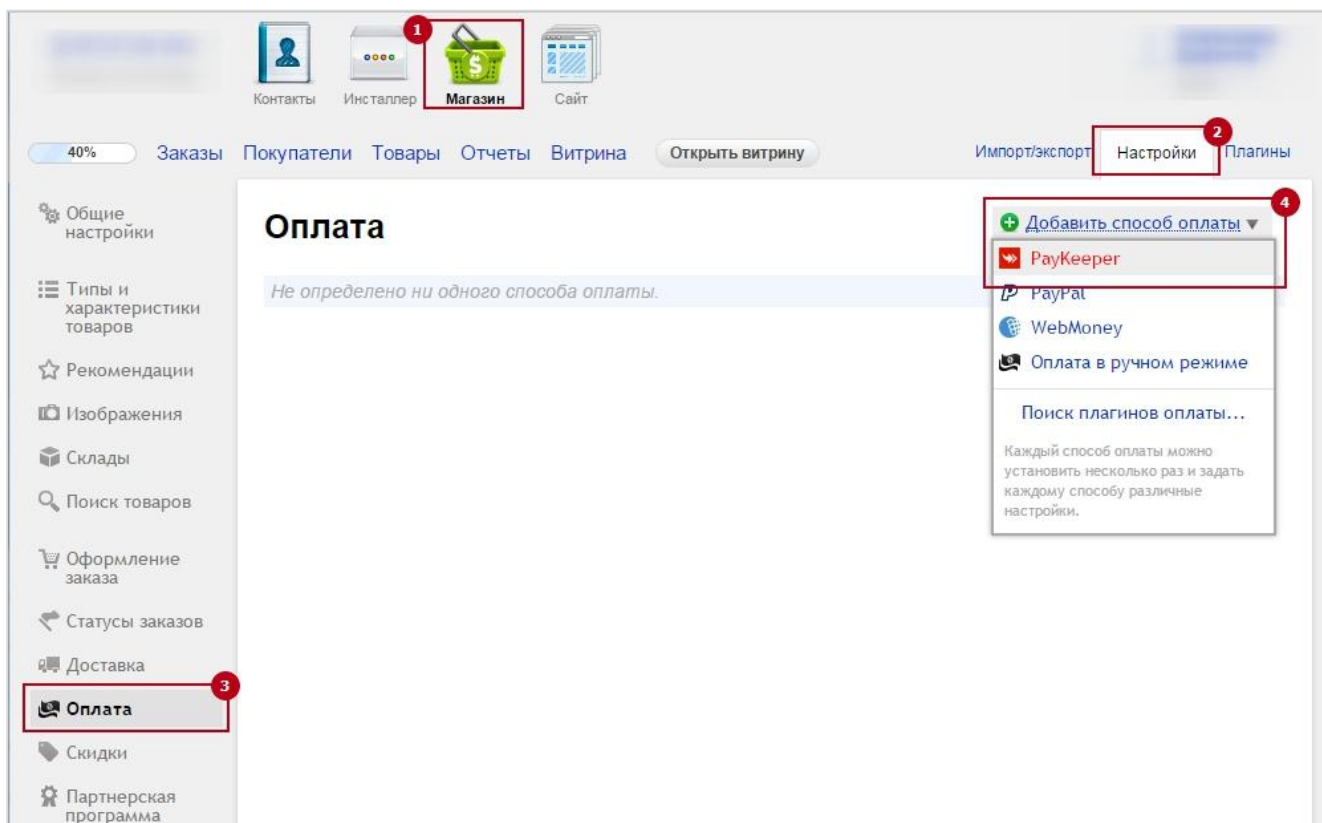 1
Контакты
Инсталлер
Магазин
Сайт
2
40%
Заказы
Покупатели
Товары
Отчеты
Витрина
Открыть витрину
Импорт/экспорт
Настройки
Плагины
Общие
настройки
Типы и
характеристики
товаров
Рекомендации
Изображения
Склады
Поиск товаров
Оформление
заказа
Статусы заказов
Доставка
3
Оплата
Скидки
Партнерская
программа
Оплата
Не определено ни одного способа оплаты.
4
Добавить способ оплаты ▼
PayKeeper
PayPal
WebMoney
Оплата в ручном режиме
Поиск плагинов оплаты...
Каждый способ оплаты можно
установить несколько раз и задать
каждому способу различные
настройки.